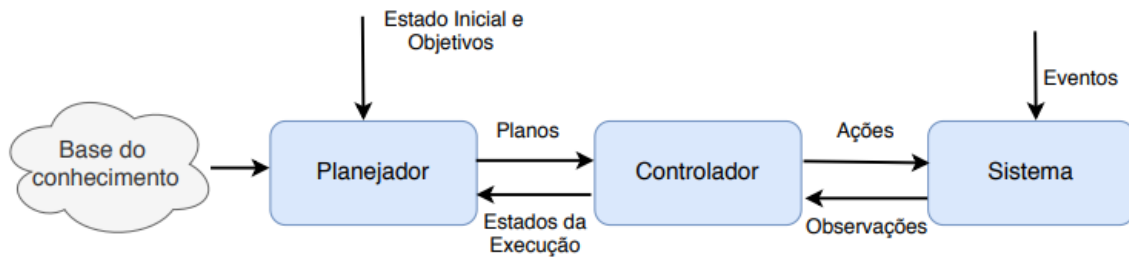 Estado Inicial e
Objetivos
Eventos
Base do
conhecimento
Planejador
Planos
Estados da
Execução
Controlador
Ações
Observações
Sistema